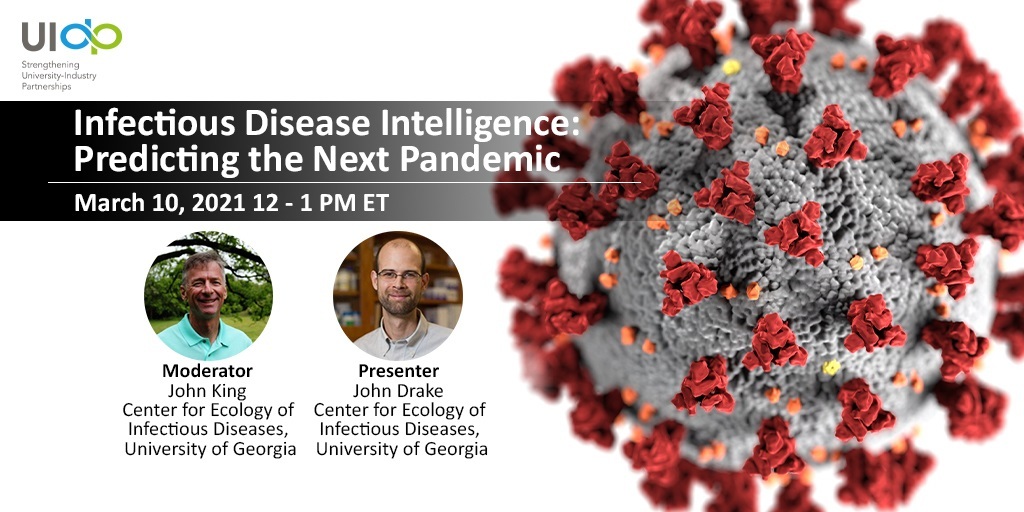 UIDP
Strengthening
University-Industry
Partnerships
Infectious Disease Intelligence:
Predicting the Next Pandemic
March 10, 2021 12 - 1 PM ET
Moderator
John King
Center for Ecology of
Infectious Diseases,
University of Georgia
Presenter
John Drake
Center for Ecology of
Infectious Diseases,
University of Georgia